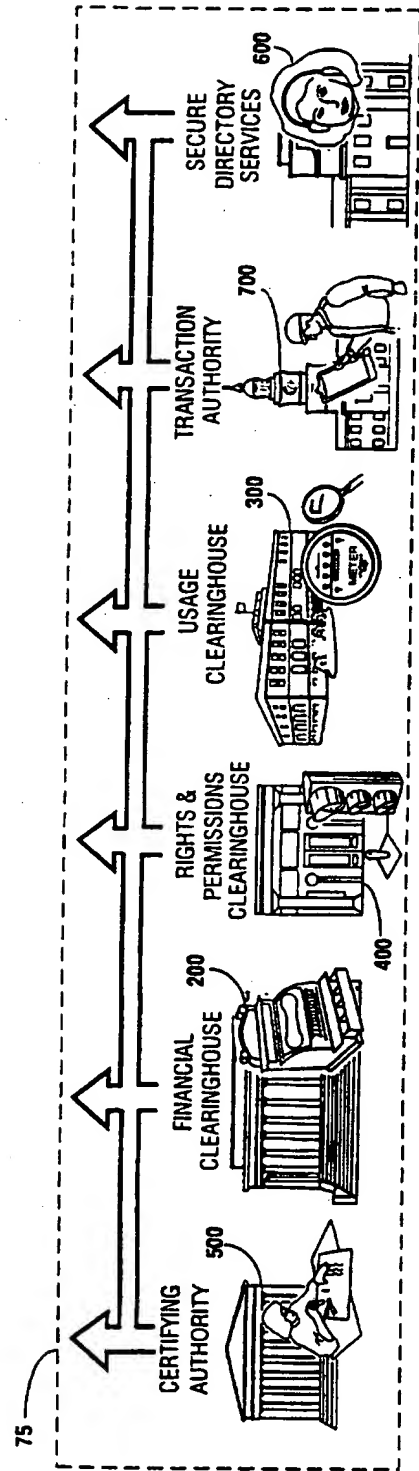 75
CERTIFYING
AUTHORITY
500
FINANCIAL
CLEARINGHOUSE
200
RIGHTS &
PERMISSIONS
CLEARINGHOUSE
400
USAGE
CLEARINGHOUSE
300
METER
TRANSACTION
AUTHORITY
700
SECURE
DIRECTORY
SERVICES
600